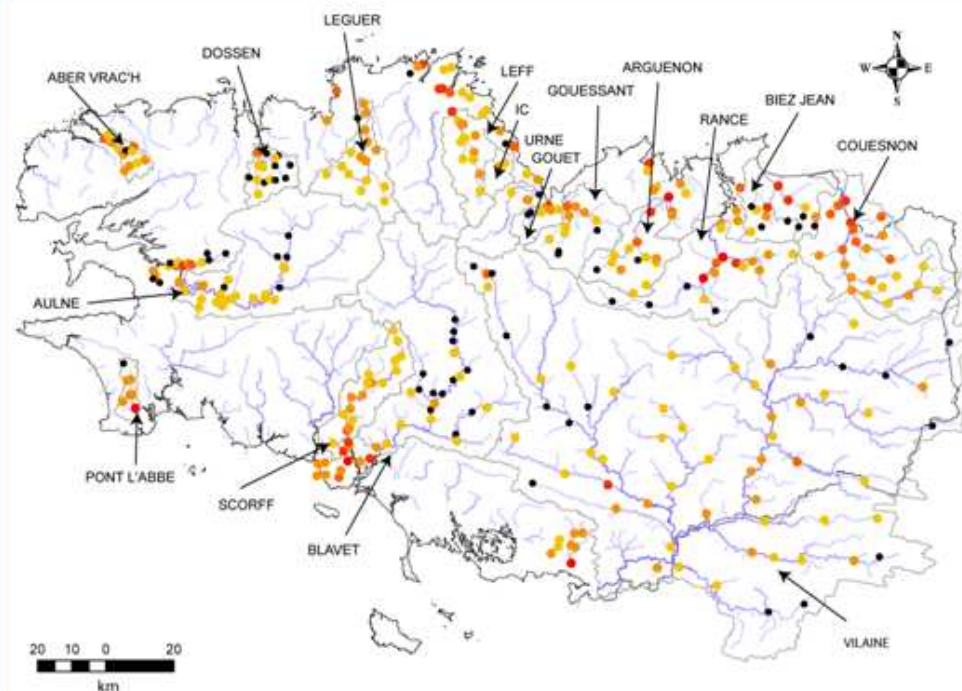 LEGUER
DOSSEN
ABER VRAC'H
LEFF
ARGUENON
GOUESSANT
BIEZ JEAN
IC
URNE
RANCE
GOUET
COUESNON
N
W E
S
AULNE
PONT L'ABBE
SCORFF
BLAVET
VILAINE
20 10 0 20
km